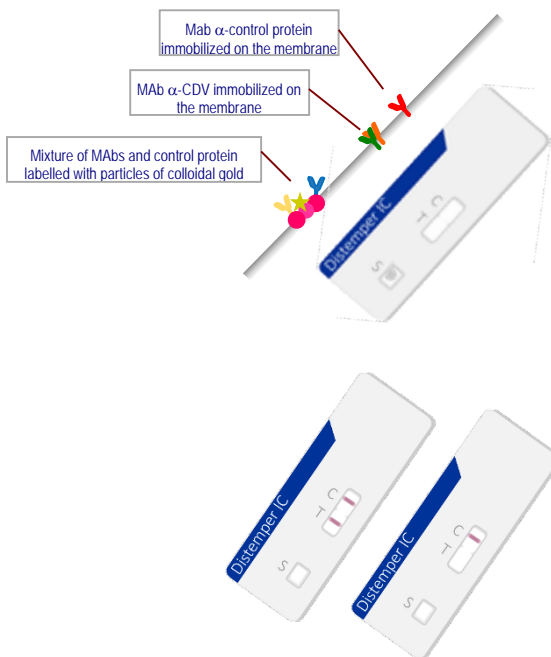 Mab α-control protein
immobilized on the membrane
MAb α-CDV immobilized on
the membrane
Mixture of MAbs and control protein
labelled with particles of colloidal gold
C
T
S
Distemper IC
C
T
S
Distemper IC
C
T
S
Distemper IC